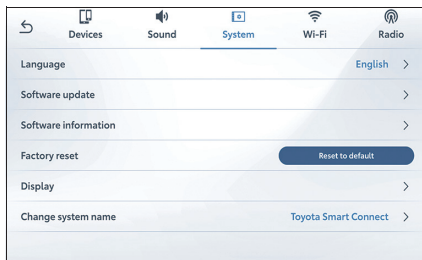 Devices
Sound
System
Wi-Fi
Radio
Language English
Software update
Software information
Factory reset Reset to default
Display
Change system name Toyota Smart Connect